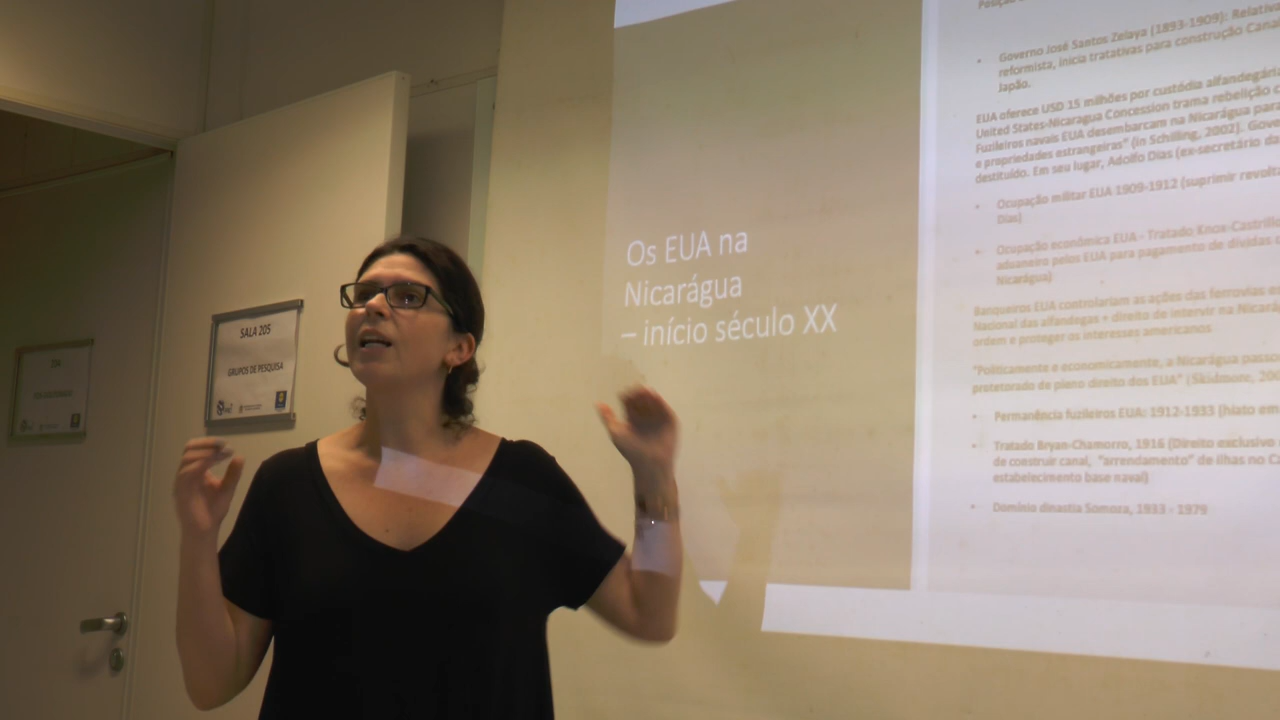 SALA 205
GRUPOS DE PESQUISA
Os EUA na
Nicarágua
– início século XX
Governo José Santos Zelaya (1893-1909): Relativa
reformista, inicia tratativas para construção Cana
Japão.
EUA oferece USD 15 milhões por custódia alfandegária
United States-Nicaragua Concession trama rebelião
Fuzileiros navais EUA desembarcam na Nicarágua para
e propriedades estrangeiras" (in Schilling, 2002). Gove
destituído. Em seu lugar, Adolfo Dias (ex-secretário da
• Ocupação militar EUA 1909-1912 (suprimir revolta
Dias)
Ocupação econômica EUA - Tratado Knox-Castrillo
aduaneiro pelos EUA para pagamento de dívidas
Nicarágua)
Banqueiros EUA controlariam as ações das ferrovias e
Nacional das alfandegas + direito de intervir na Nicará
ordem e proteger os interesses americanos
"Politicamente e economicamente, a Nicarágua passo
protetorado de pleno direito dos EUA" (Skidmore, 200
• Permanência fuzileiros EUA: 1912-1933 (hiato em
• Tratado Bryan-Chamorro, 1916 (Direito exclusivo
de construir canal, "arrendamento" de ilhas no Ca
estabelecimento base naval)
• Domínio dinastia Somoza, 1933 - 1979